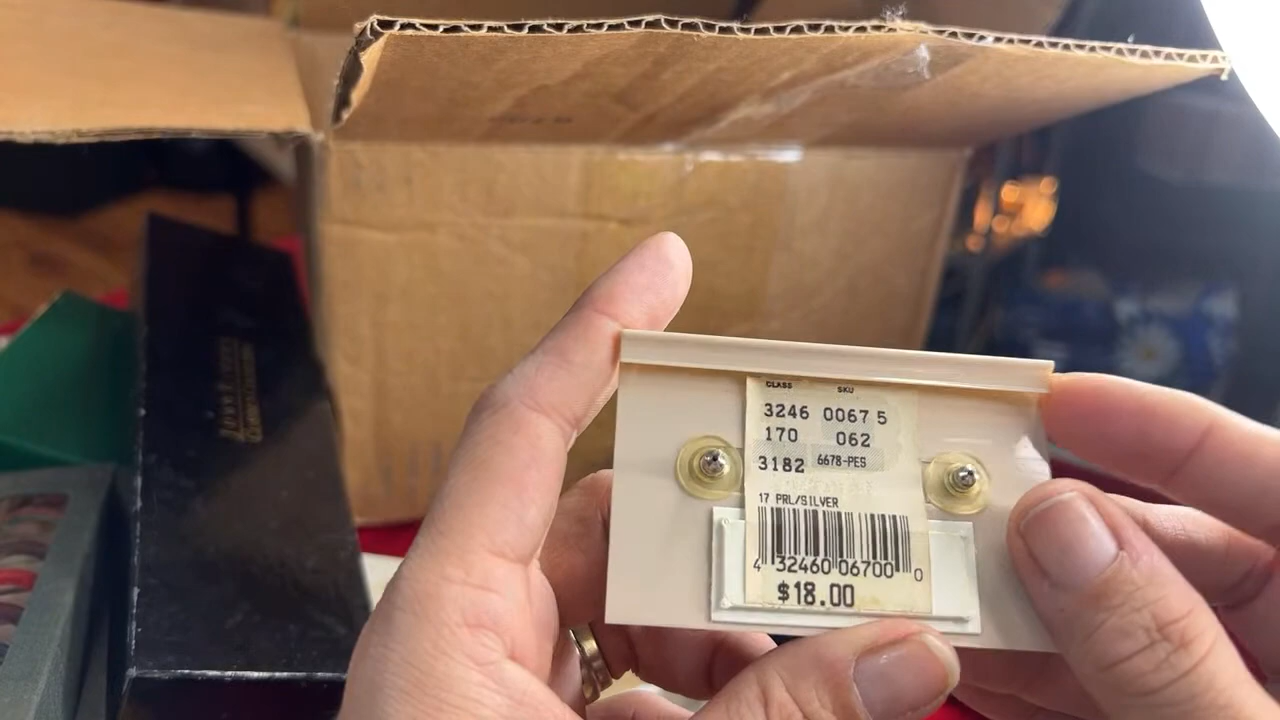 CLASS SKU
3246 0067 5
170 062
3182 6678-PES
17 PRL/SILVER
4 32460 06700 0
$18.00